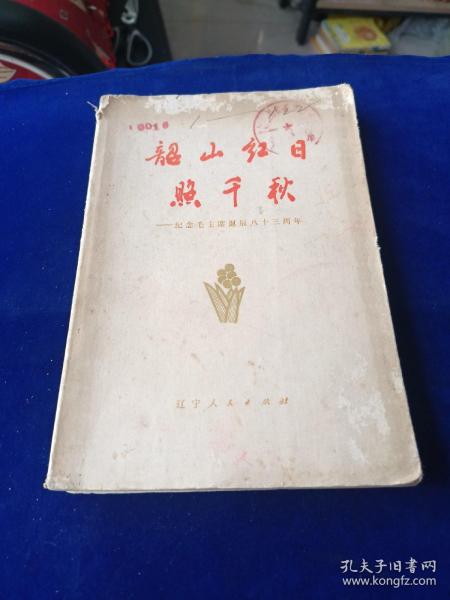 韶山红日
照千秋
——纪念毛主席诞辰八十三周年
辽宁人民出版社
孔夫子旧书网
www.kongfz.com